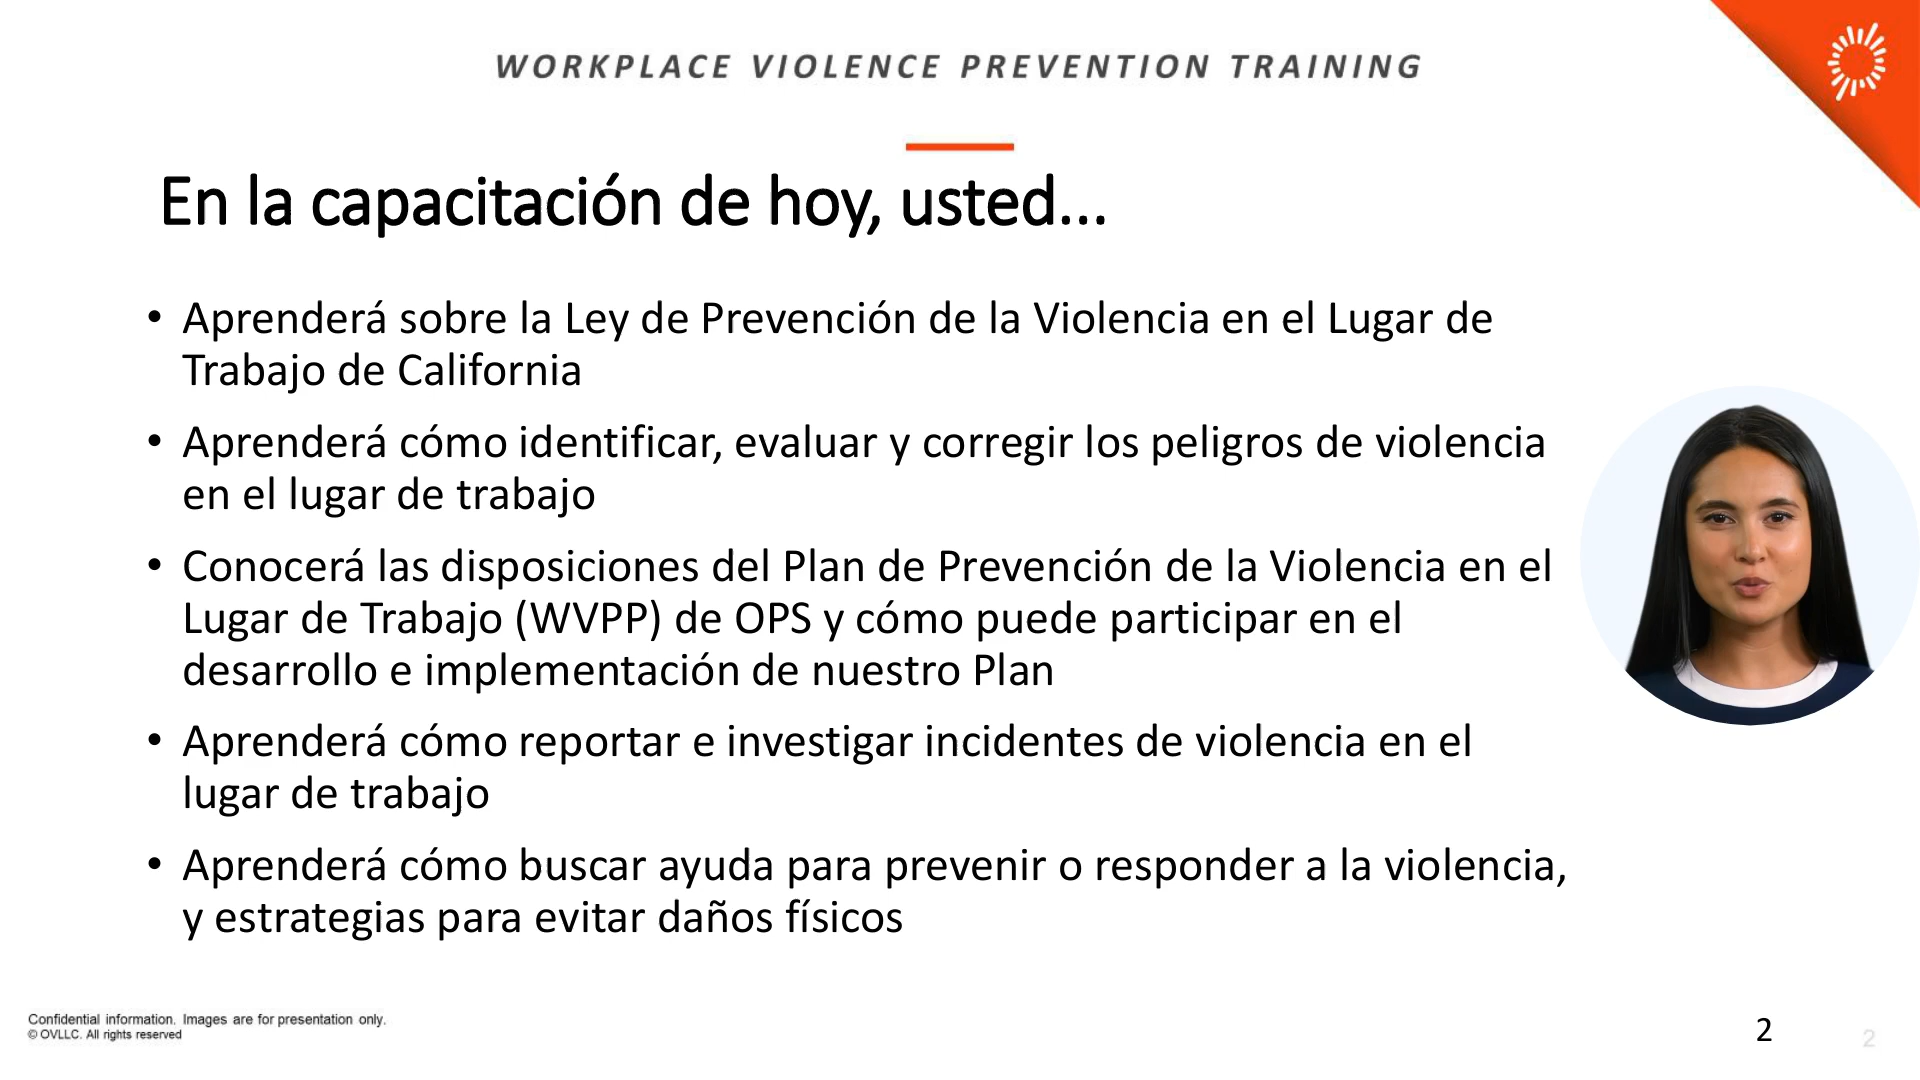 WORKPLACE VIOLENCE PREVENTION TRAINING
En la capacitación de hoy, usted...
• Aprenderá sobre la Ley de Prevención de la Violencia en el Lugar de
Trabajo de California
• Aprenderá cómo identificar, evaluar y corregir los peligros de violencia
en el lugar de trabajo
• Conocerá las disposiciones del Plan de Prevención de la Violencia en el
Lugar de Trabajo (WVPP) de OPS y cómo puede participar en el
desarrollo e implementación de nuestro Plan
• Aprenderá cómo reportar e investigar incidentes de violencia en el
lugar de trabajo
• Aprenderá cómo buscar ayuda para prevenir o responder a la violencia,
y estrategias para evitar daños físicos
Confidential information. Images are for presentation only.
© OVLLC. All rights reserved
2
2